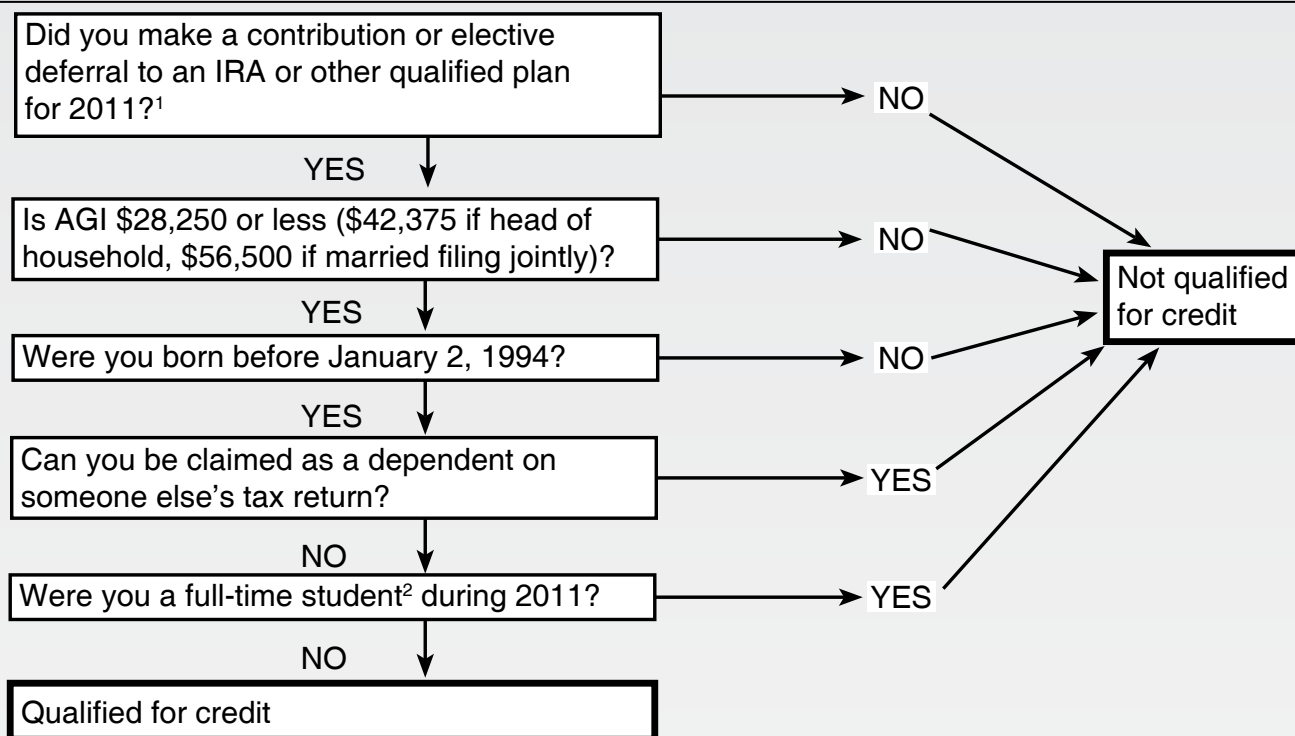 Did you make a contribution or elective
deferral to an IRA or other qualified plan
for 2011?¹
NO
YES
Is AGI $28,250 or less ($42,375 if head of
household, $56,500 if married filing jointly)?
NO
Not qualified
for credit
YES
Were you born before January 2, 1994?
NO
YES
Can you be claimed as a dependent on
someone else’s tax return?
YES
NO
Were you a full-time student² during 2011?
YES
NO
Qualified for credit